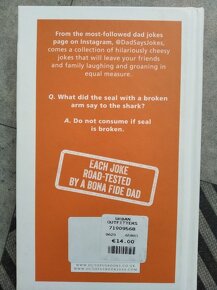 From the most-followed dad jokes
page on Instagram, @DadSaysJokes,
comes a collection of hilariously cheesy
jokes that will leave your friends
and family laughing and groaning in
equal measure.
Q. What did the seal with a broken
arm say to the shark?
A. Do not consume if seal
is broken.
EACH JOKE
ROAD-TESTED
BY A BONA FIDE DAD
URBAN
OUTFITTERS
71909568
€14.00